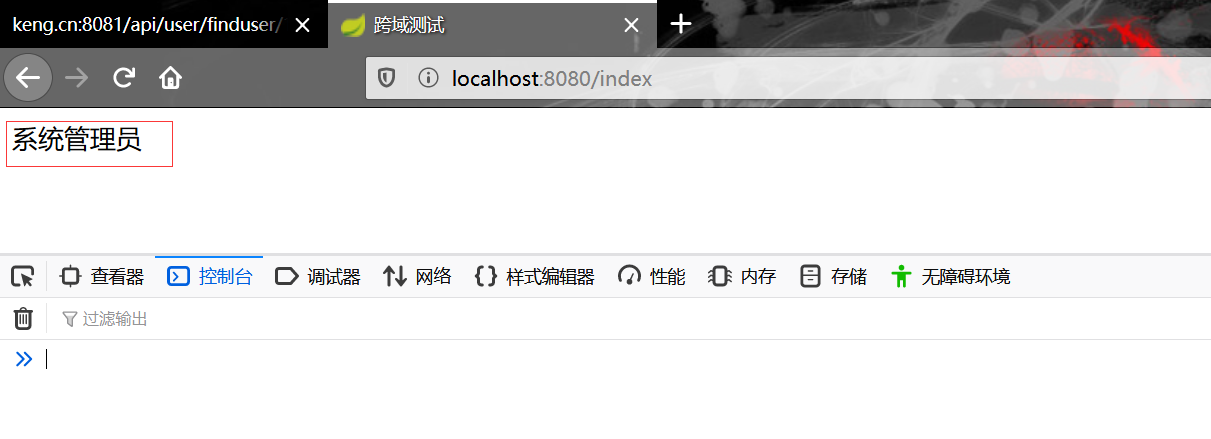 keng.cn:8081/api/user/finduser/
跨域测试
localhost:8080/index
系统管理员
查看器 控制台 调试器 网络 样式编辑器 性能 内存 存储 无障碍环境
过滤输出